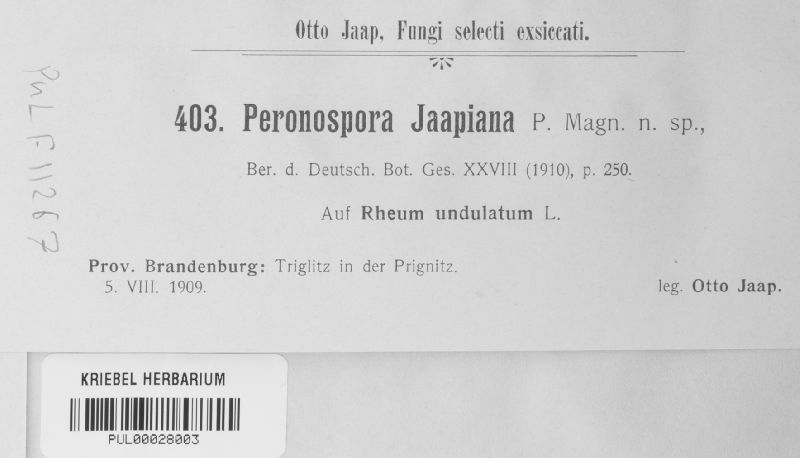 Otto Jaap, Fungi selecti exsiccati.
403. Peronospora Jaapiana P. Magn. n. sp.,
Ber. d. Deutsch. Bot. Ges. XXVIII (1910), p. 250.
Auf Rheum undulatum L.
Prov. Brandenburg: Triglitz in der Prignitz.
5. VIII. 1909.
leg. Otto Jaap.
PUL F11267
KRIEBEL HERBARIUM
PUL00028003